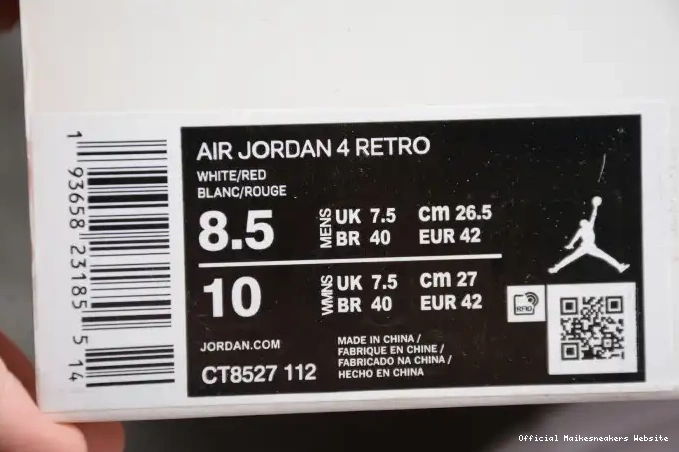 1 93658 23185 5 14
AIR JORDAN 4 RETRO
WHITE/RED
BLANC/ROUGE
8.5 MENS UK 7.5 cm 26.5
BR 40 EUR 42
10 WMNS UK 7.5 cm 27
BR 40 EUR 42
RFID
JORDAN.COM
CT8527 112
MADE IN CHINA /
FABRIQUE EN CHINE /
FABRICADO NA CHINA /
HECHO EN CHINA
Official Maikesneakers Website